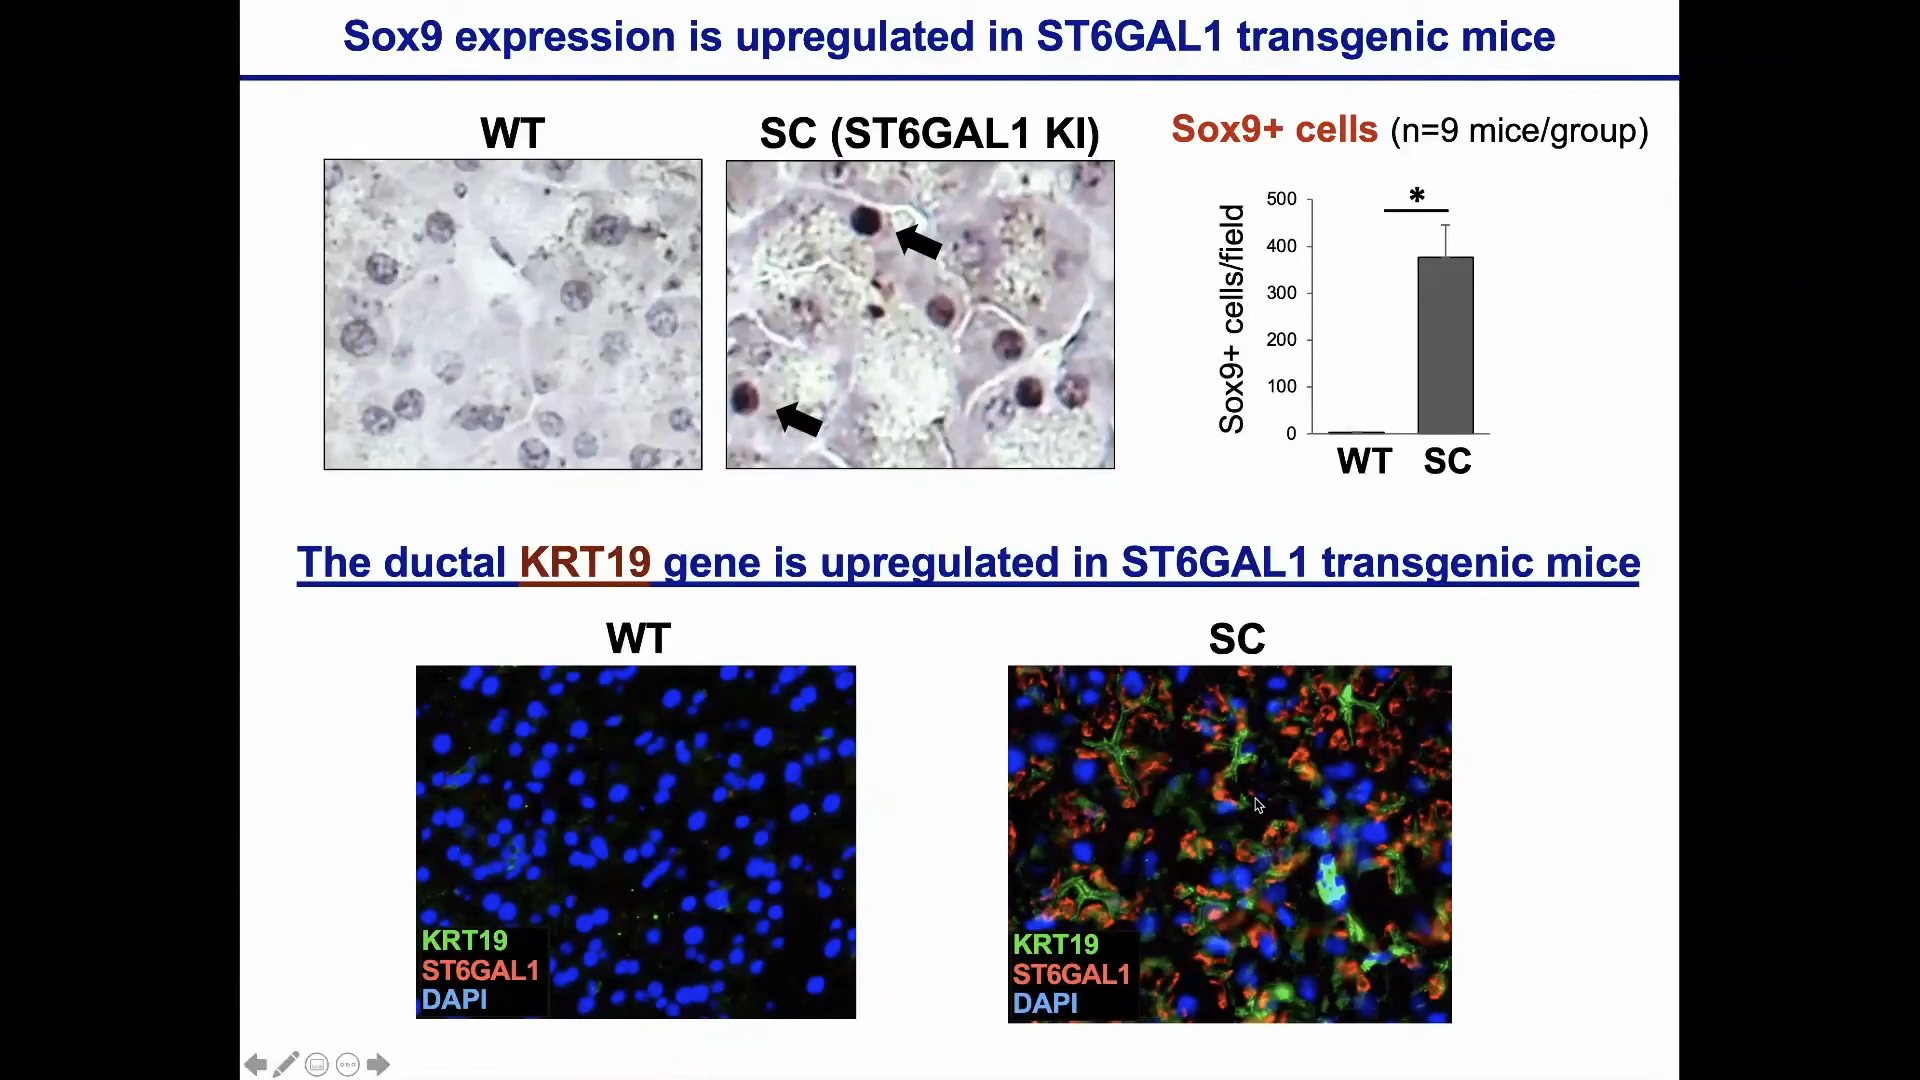 Sox9 expression is upregulated in ST6GAL1 transgenic mice
WT
SC (ST6GAL1 KI)
Sox9+ cells (n=9 mice/group)
Sox9+ cells/field
500
400
300
200
100
0
*
WT SC
The ductal KRT19 gene is upregulated in ST6GAL1 transgenic mice
WT
SC
KRT19
ST6GAL1
DAPI
KRT19
ST6GAL1
DAPI